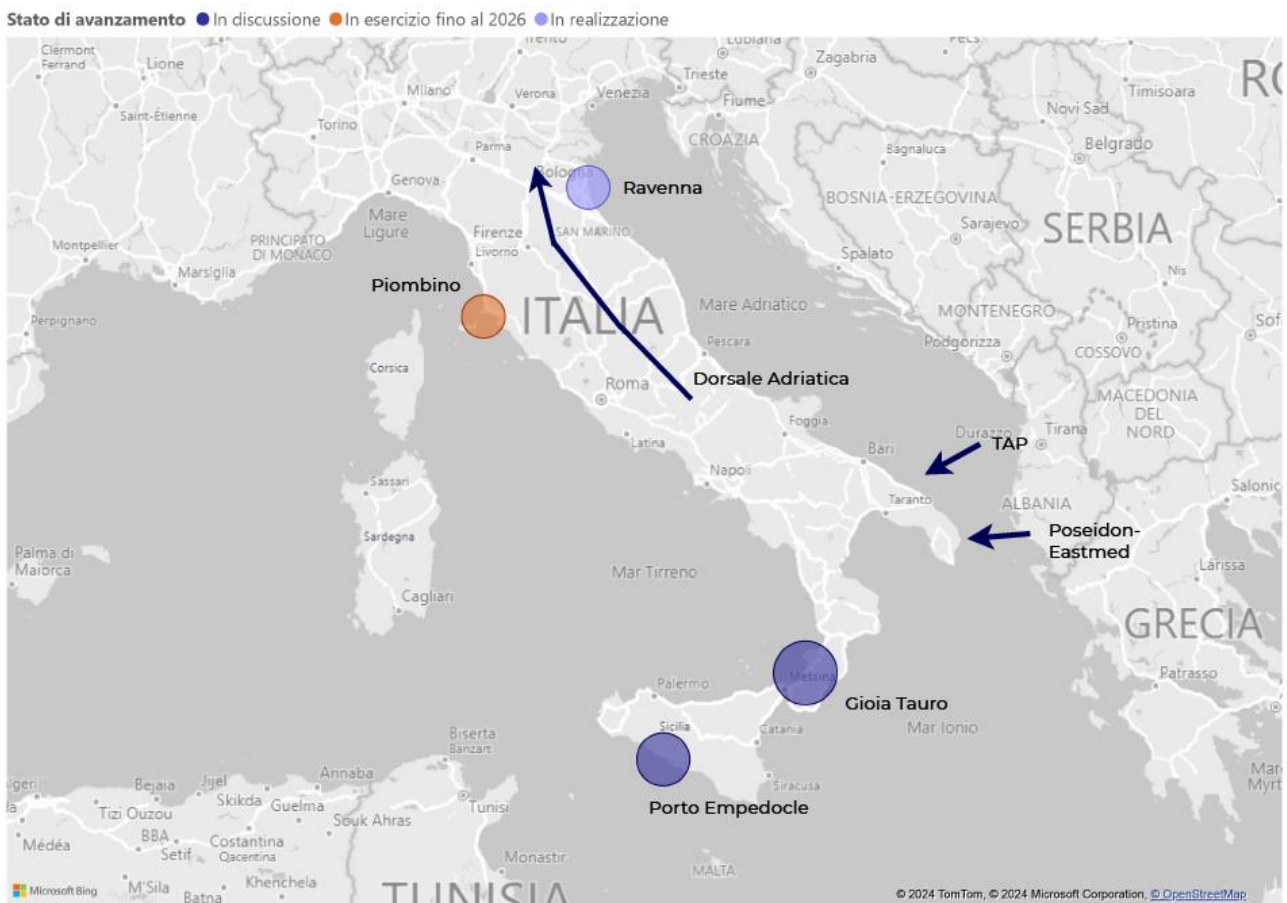 Stato di avanzamento In discussione In esercizio fino al 2026 In realizzazione
Clermont
Ferrand
Lione
Saint-Étienne
Milano
Verona
Venezia
Trento
Lubiana
Trieste
Fiume
Zagabria
CROAZIA
Pécs
Timisoara
Novi Sad
Belgrado
Torino
Parma
Genova
Bologna
Ravenna
Bagnaluca
BOSNIA-ERZEGOVINA
Sarajevo
SERBIA
Mare
Ligure
Firenze
Livorno
SAN MARINO
PRINCIPATO
DI MONACO
Montpellier
Marsiglia
Spalato
Nis
Piombino
ITALIA
Mare Adriatico
MONTENEGRO
Pristina
Perpignano
Podgorizza
COSSOVO
Pescara
Corsica
Roma
Dorsale Adriatica
MACEDONIA
DEL
NORD
Foggia
Latina
Bari
Durazzo
Tirana
TAP
Napoli
Sassari
Taranto
ALBANIA
Salonic
Sardegna
Poseidon-
Eastmed
Palma di
Maiorca
Mar Tirreno
Lárissa
Cagliari
GRECIA
Messina
Palermo
Patrasso
Gioia Tauro
Mar Ionio
Sicilia
Catania
Biserta
Banzart
Siracusa
Annaba
Porto Empedocle
Bejaia
Jijel
Skikda
Guelma
Tunisi
Tizi Ouzou
Souk Ahras
BBA
Costantina
Qacentina
Médéa
Setif
Monastir
MALTA
Khenchela
M'Sila
Batna
TUNISIA
Microsoft Bing
© 2024 TomTom, © 2024 Microsoft Corporation, © OpenStreetMap